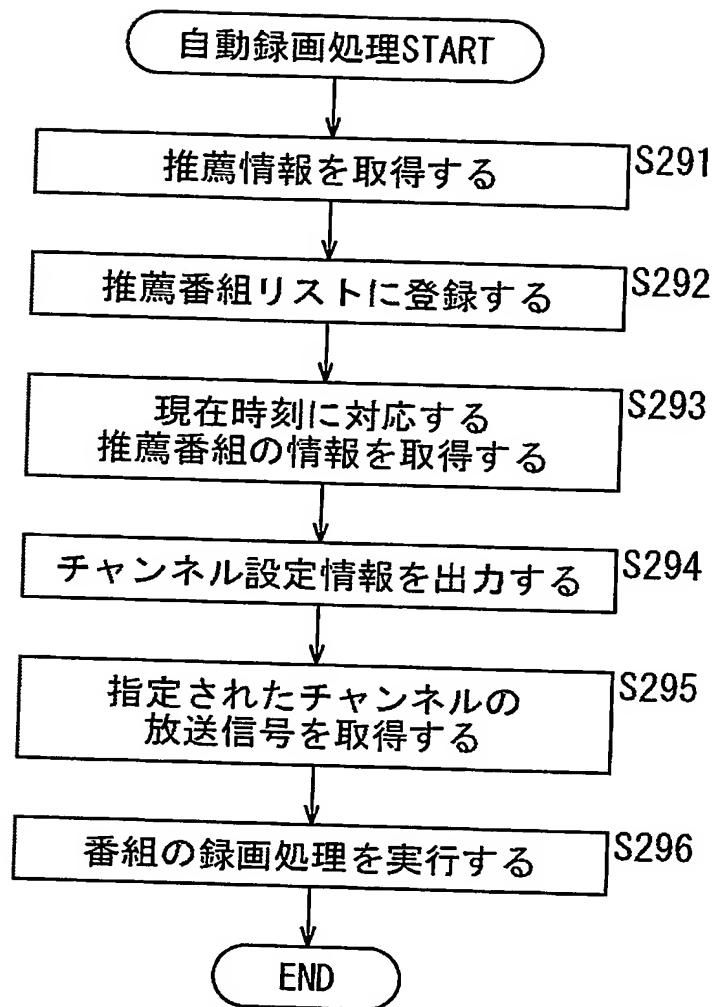 自動録画処理START
推薦情報を取得する
S291
推薦番組リストに登録する
S292
現在時刻に対応する
推薦番組の情報を取得する
S293
チャンネル設定情報を出力する
S294
指定されたチャンネルの
放送信号を取得する
S295
番組の録画処理を実行する
S296
END